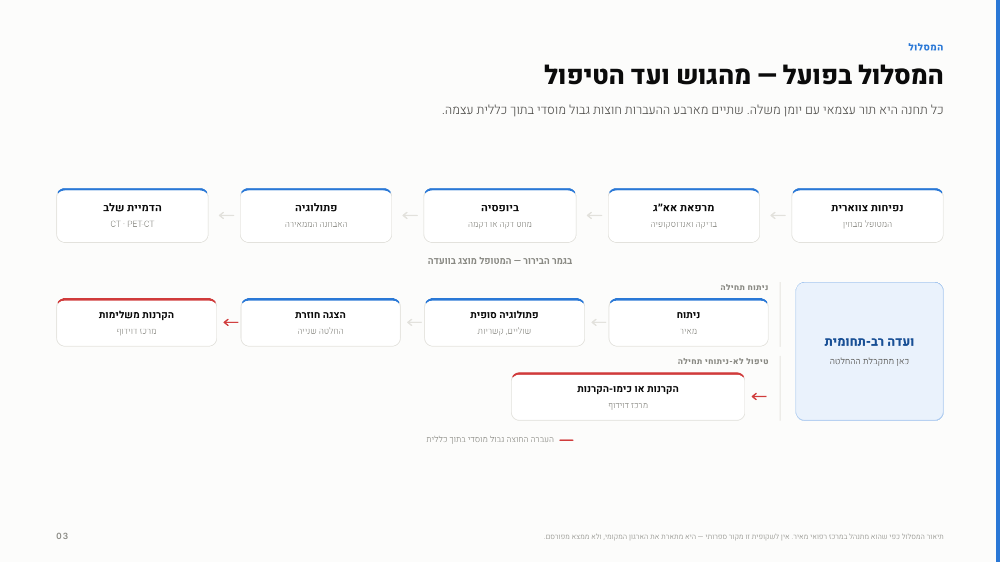 המסלול
המסלול בפועל — מהגוש ועד הטיפול
כל תחנה היא תור עצמאי עם יומן משלה. שתיים מארבע ההעברות חוצות גבול מוסדי בתוך כללית עצמה.
נפיחות צווארית
המטופל מבחין
מרפאת אא״ג
בדיקה ואנדוסקופיה
ביופסיה
מחט דקה או רקמה
פתולוגיה
האבחנה הממאירה
הדמיית שלב
CT · PET-CT
בגמר הבירור — המטופל מוצג בוועדה
ועדה רב-תחומית
כאן מתקבלת ההחלטה
ניתוח תחילה
ניתוח
מאיר
פתולוגיה סופית
שוליים, קשריות
הצגה חוזרת
החלטה שנייה
הקרנות משלימות
מרכז דוידוף
טיפול לא-ניתוחי תחילה
הקרנות או כימו-הקרנות
מרכז דוידוף
העברה החוצה גבול מוסדי בתוך כללית
תיאור המסלול כפי שהוא מתנהל במרכז רפואי מאיר. אין לשקופית זו מקור ספרותי — היא מתארת את הארגון המקומי, ולא ממצא מפורסם.
03